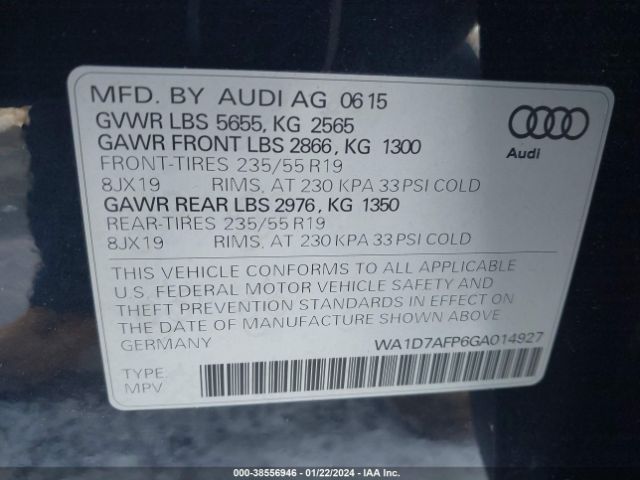 MFD. BY AUDI AG 0615
GVWR LBS 5655, KG 2565
GAWR FRONT LBS 2866, KG 1300
FRONT-TIRES 235/55 R19
8JX19 RIMS, AT 230 KPA 33 PSI COLD
GAWR REAR LBS 2976, KG 1350
REAR-TIRES 235/55 R19
8JX19 RIMS, AT 230 KPA 33 PSI COLD
Audi
THIS VEHICLE CONFORMS TO ALL APPLICABLE
U.S. FEDERAL MOTOR VEHICLE SAFETY AND
THEFT PREVENTION STANDARDS IN EFFECT ON
THE DATE OF MANUFACTURE SHOWN ABOVE
GERMANY
WA1D7AFP6GA014927
TYPE:
MPV
000-38556946 - 01/22/2024 - IAA Inc.